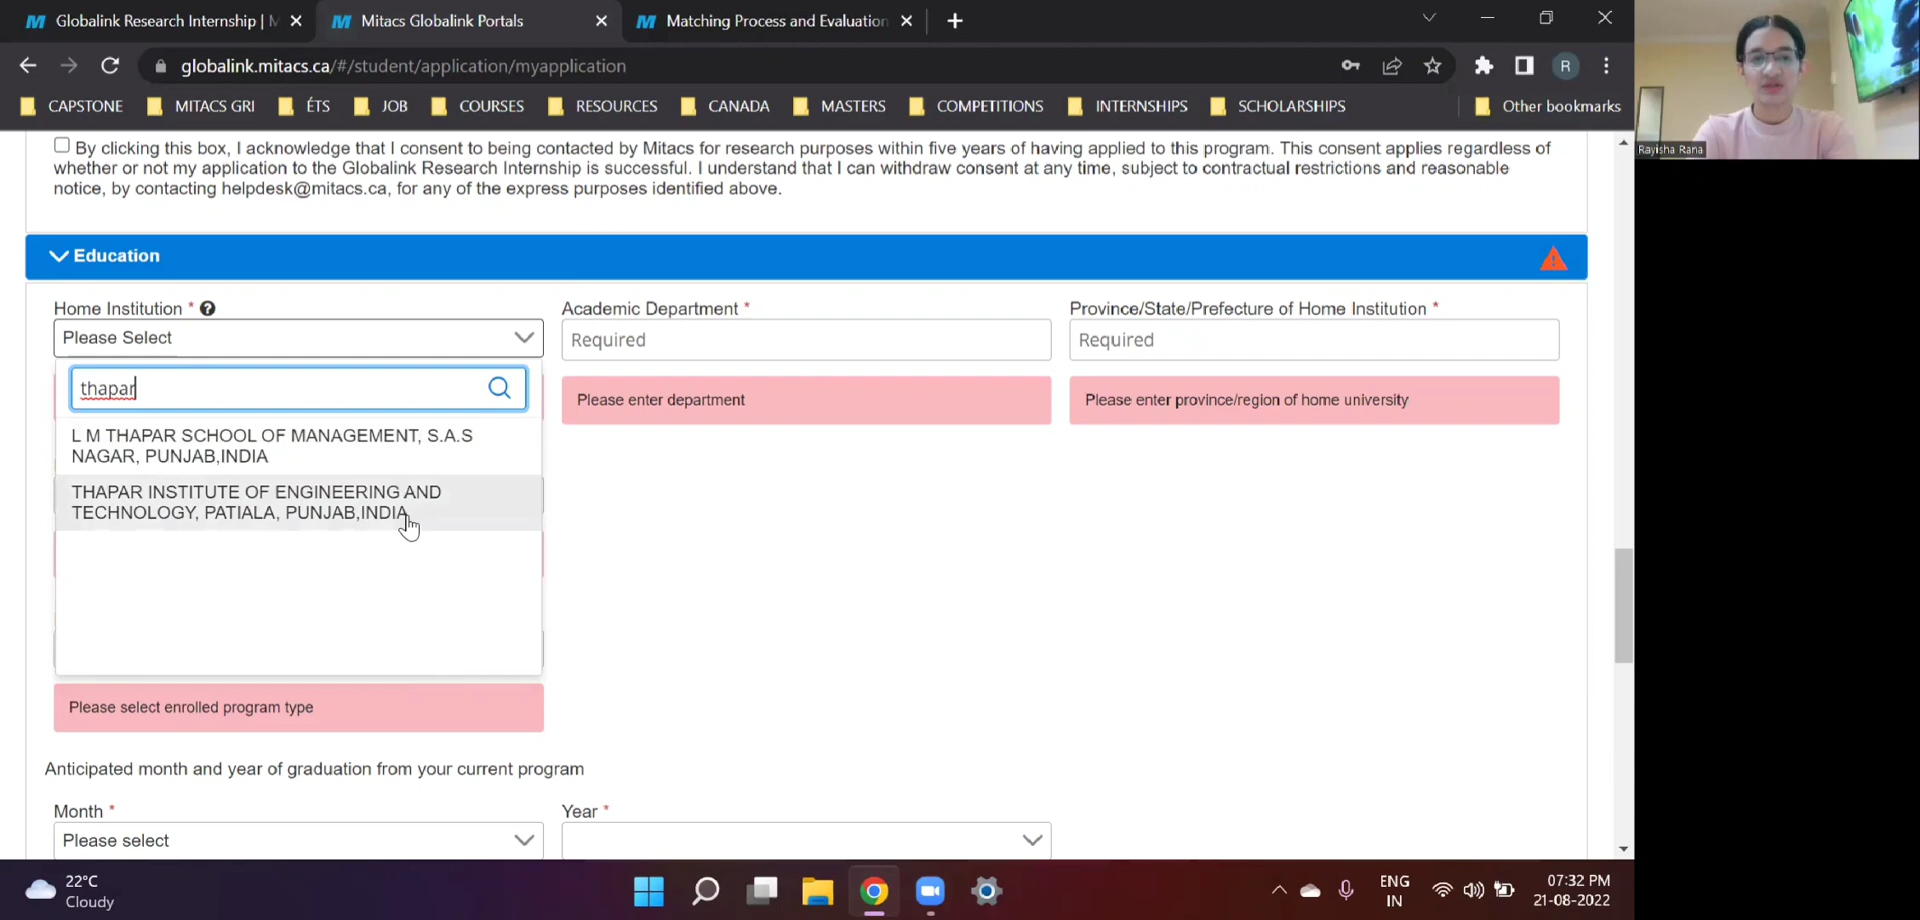 Globalink Research Internship | M
Mitacs Globalink Portals
Matching Process and Evaluation
globalink.mitacs.ca/#/student/application/myapplication
R
CAPSTONE
MITACS GRI
ÉTS
JOB
COURSES
RESOURCES
CANADA
MASTERS
COMPETITIONS
INTERNSHIPS
SCHOLARSHIPS
Other bookmarks
Rayisha Rana
By clicking this box, I acknowledge that I consent to being contacted by Mitacs for research purposes within five years of having applied to this program. This consent applies regardless of
whether or not my application to the Globalink Research Internship is successful. I understand that I can withdraw consent at any time, subject to contractual restrictions and reasonable
notice, by contacting helpdesk@mitacs.ca, for any of the express purposes identified above.
Education
Home Institution *
Academic Department *
Province/State/Prefecture of Home Institution *
Please Select
Required
Required
thapar
Please enter department
Please enter province/region of home university
L M THAPAR SCHOOL OF MANAGEMENT, S.A.S
NAGAR, PUNJAB,INDIA
THAPAR INSTITUTE OF ENGINEERING AND
TECHNOLOGY, PATIALA, PUNJAB,INDIA
Please select enrolled program type
Anticipated month and year of graduation from your current program
Month *
Year *
Please select
22°C
Cloudy
ENG
IN
07:32 PM
21-08-2022